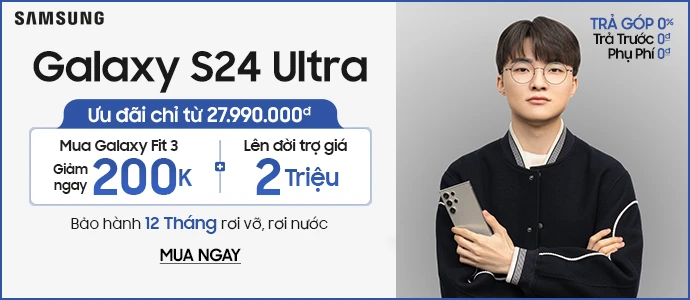 SAMSUNG
Galaxy S24 Ultra
Ưu đãi chỉ từ 27.990.000đ
Mua Galaxy Fit 3
Giảm ngay 200K
+
Lên đời trợ giá
2 Triệu
Bảo hành 12 Tháng rơi vỡ, rơi nước
MUA NGAY
TRẢ GÓP 0%
Trả Trước 0đ
Phụ Phí 0đ